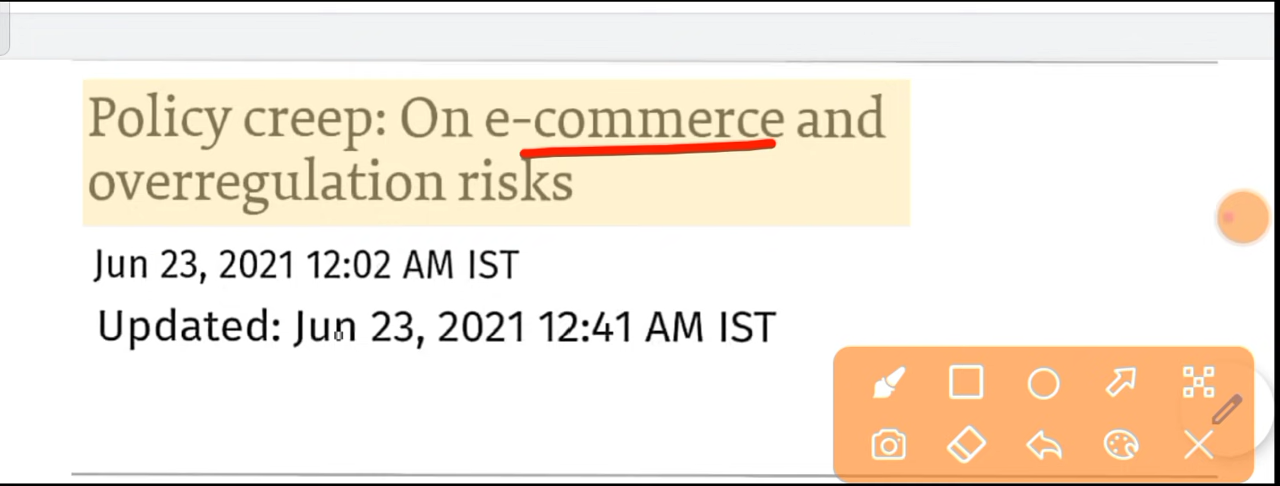 Policy creep: On e-commerce and
overregulation risks
Jun 23, 2021 12:02 AM IST
Updated: Jun 23, 2021 12:41 AM IST